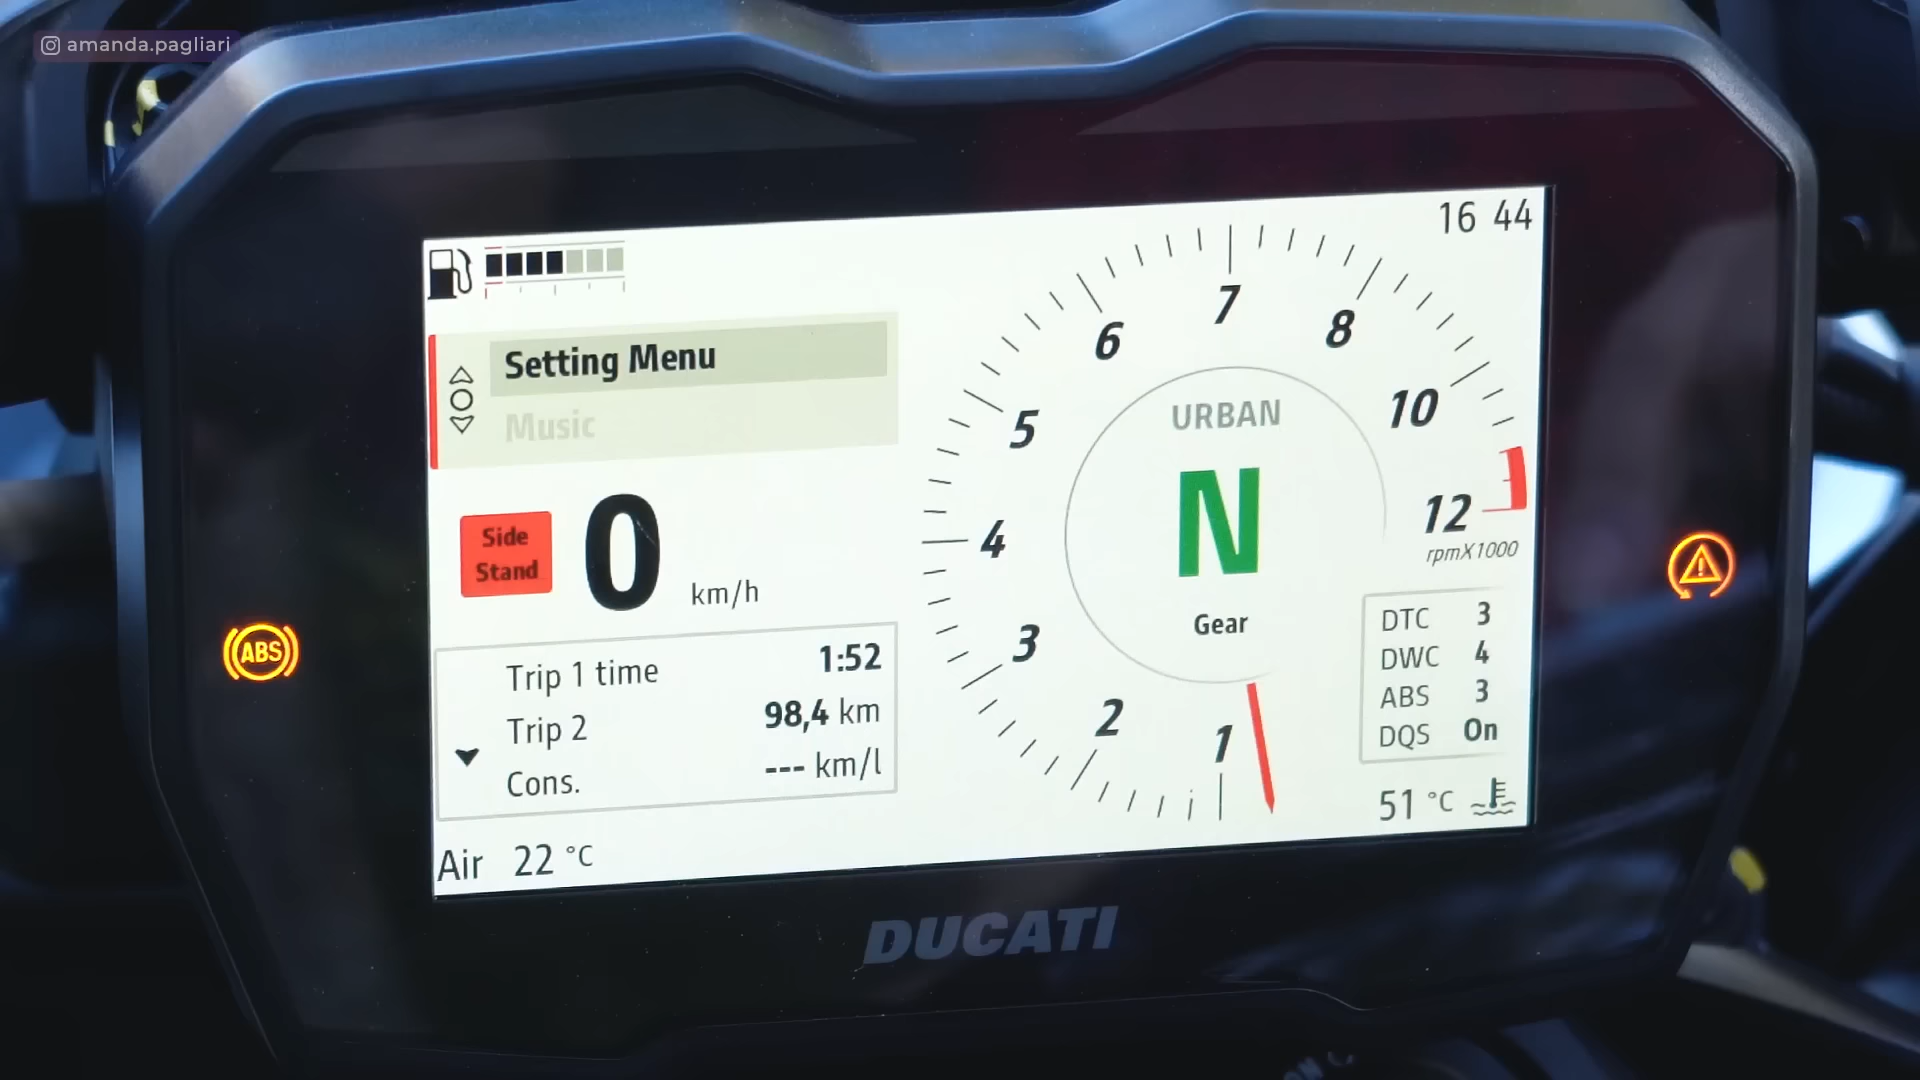 amanda.pagliari
16 44
Setting Menu
Music
Side
Stand
0
km/h
Trip 1 time 1:52
Trip 2 98,4 km
Cons. --- km/l
Air 22 °C
1
2
3
4
5
6
7
8
10
12
rpmX1000
URBAN
N
Gear
DTC 3
DWC 4
ABS 3
DQS On
51 °C
ABS
DUCATI